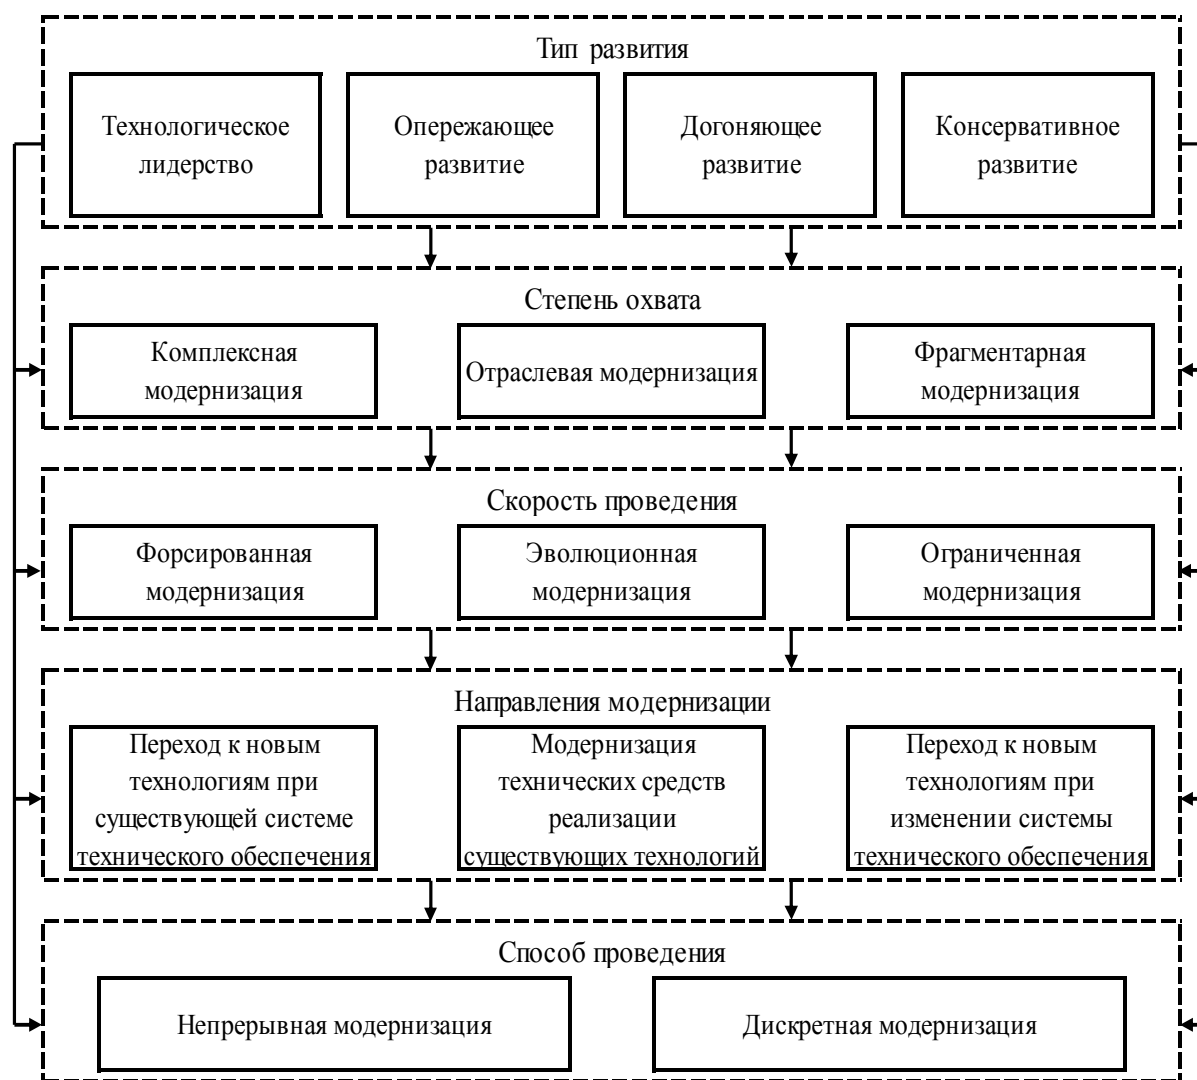 Тип развития
Технологическое
лидерство
Опережающее
развитие
Догоняющее
развитие
Консервативное
развитие
Степень охвата
Комплексная
модернизация
Отраслевая модернизация
Фрагментарная
модернизация
Скорость проведения
Форсированная
модернизация
Эволюционная
модернизация
Ограниченная
модернизация
Направления модернизации
Переход к новым
технологиям при
существующей системе
технического обеспечения
Модернизация
технических средств
реализации
существующих технологий
Переход к новым
технологиям при
изменении системы
технического обеспечения
Способ проведения
Непрерывная модернизация
Дискретная модернизация